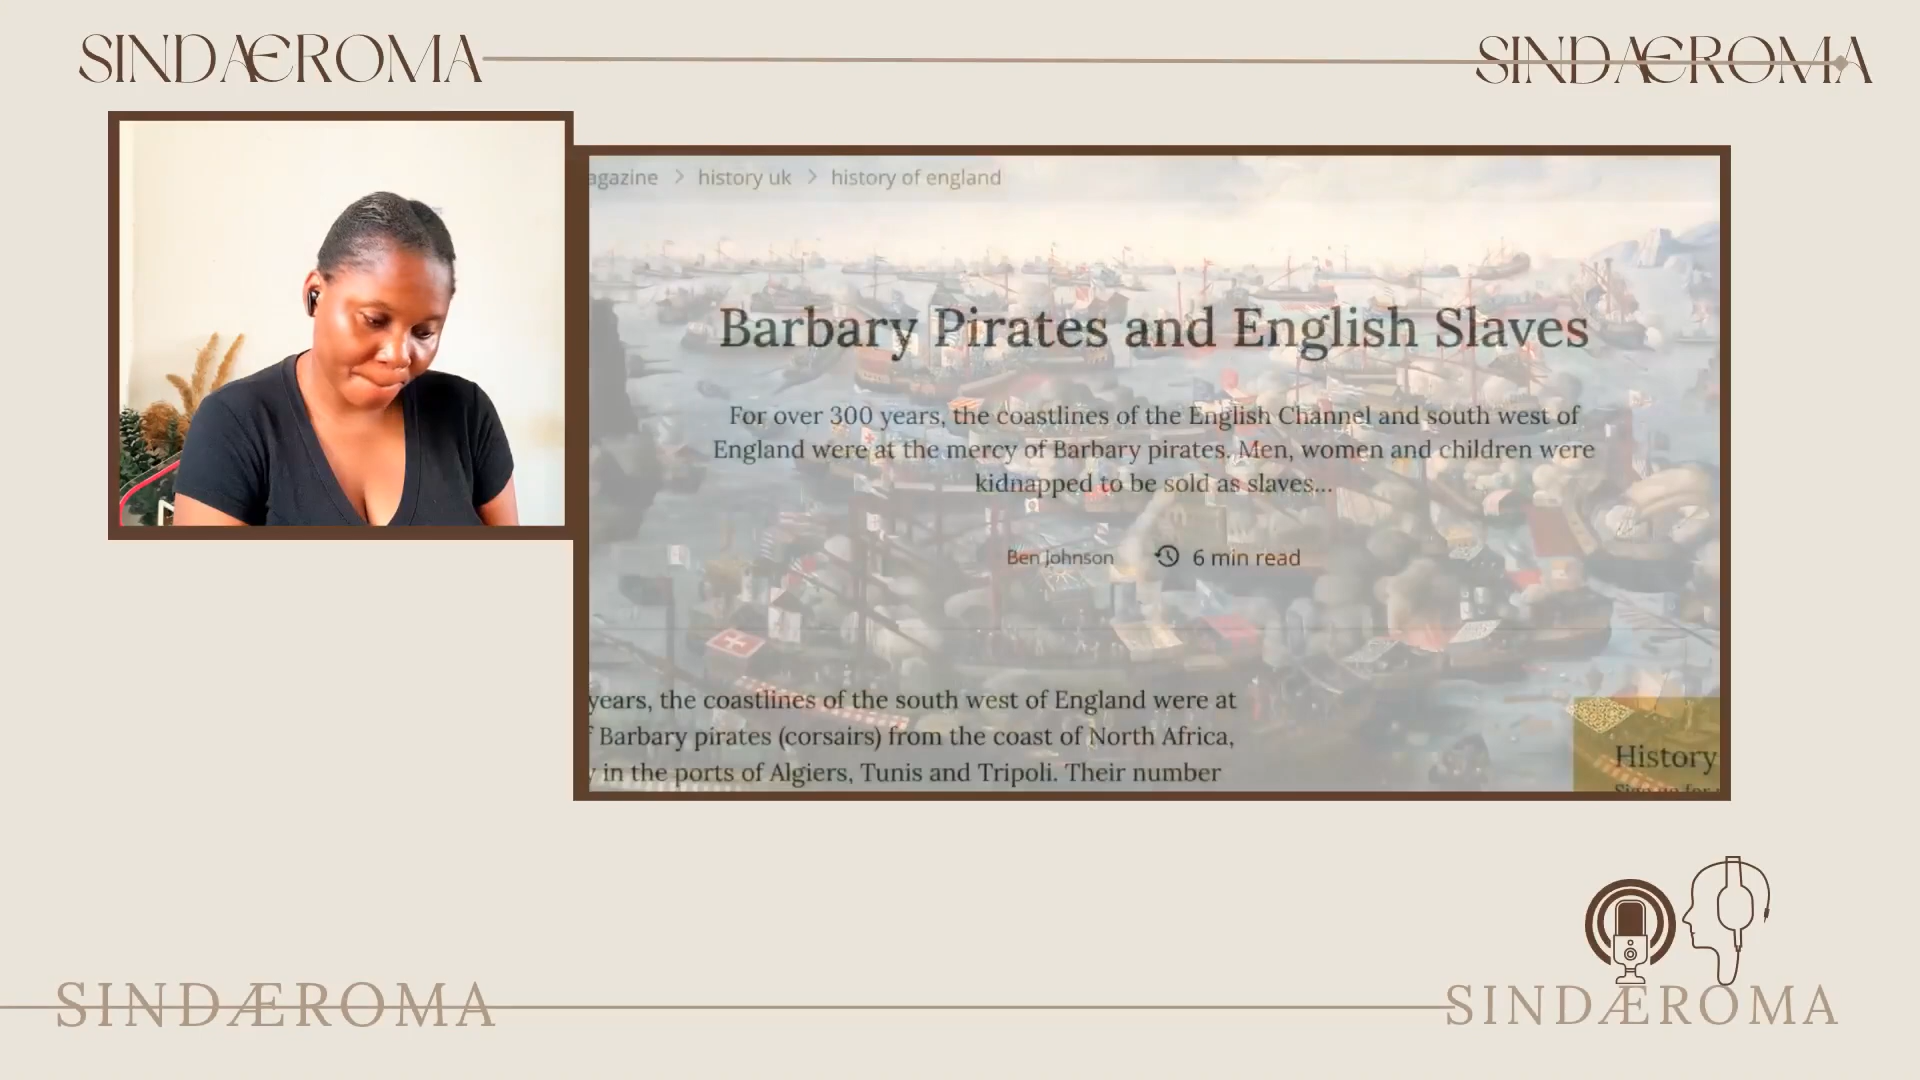 SINDÆROMA
SINDÆROMA
agazine > history uk > history of england
Barbary Pirates and English Slaves
For over 300 years, the coastlines of the English Channel and south west of
England were at the mercy of Barbary pirates. Men, women and children were
kidnapped to be sold as slaves...
Ben Johnson 6 min read
years, the coastlines of the south west of England were at
Barbary pirates (corsairs) from the coast of North Africa,
in the ports of Algiers, Tunis and Tripoli. Their number
History
SINDÆROMA
SINDÆROMA